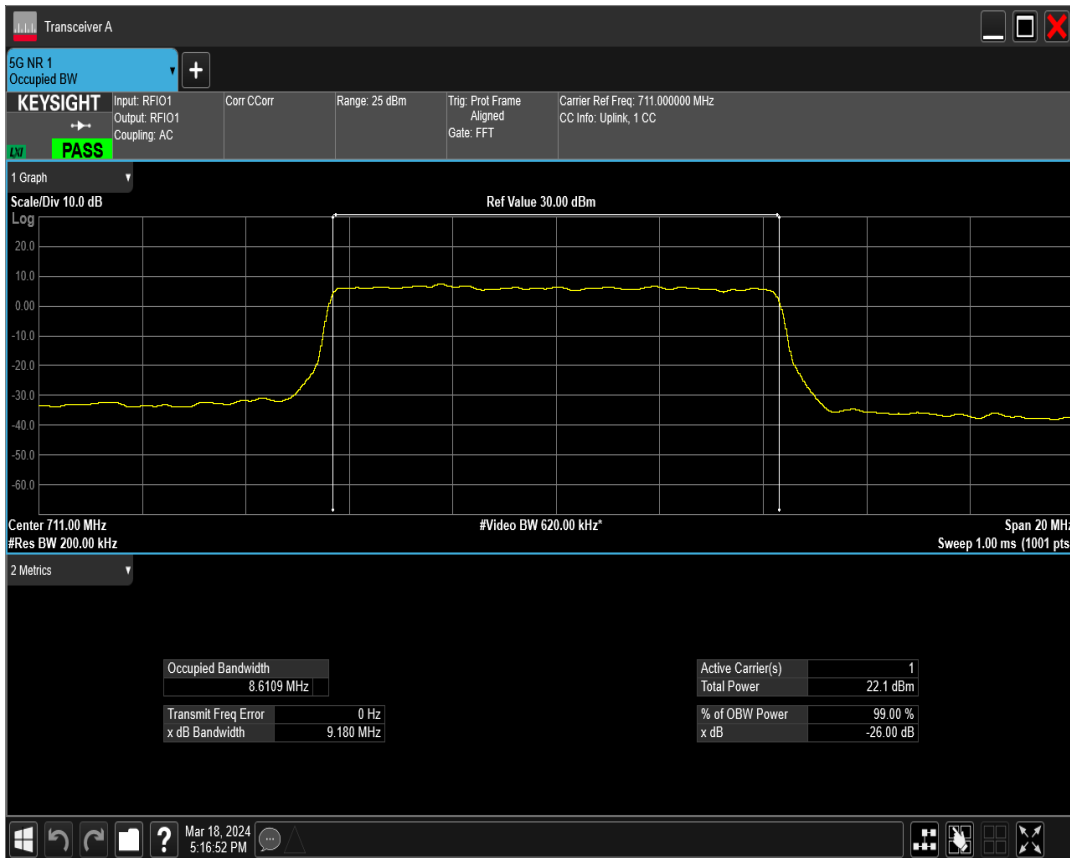 Transceiver A
5G NR 1
Occupied BW
+
KEYSIGHT
LXI
PASS
Input: RFIO1
Output: RFIO1
Coupling: AC
Corr CCorr
Range: 25 dBm
Trig: Prot Frame
Aligned
Gate: FFT
Carrier Ref Freq: 711.000000 MHz
CC Info: Uplink, 1 CC
1 Graph
Scale/Div 10.0 dB
Ref Value 30.00 dBm
Log
20.0
10.0
0.00
-10.0
-20.0
-30.0
-40.0
-50.0
-60.0
Center 711.00 MHz
#Video BW 620.00 kHz*
Span 20 MHz
#Res BW 200.00 kHz
Sweep 1.00 ms (1001 pts
2 Metrics
Occupied Bandwidth
8.6109 MHz
Transmit Freq Error 0 Hz
x dB Bandwidth 9.180 MHz
Active Carrier(s) 1
Total Power 22.1 dBm
% of OBW Power 99.00 %
x dB -26.00 dB
?
Mar 18, 2024
5:16:52 PM